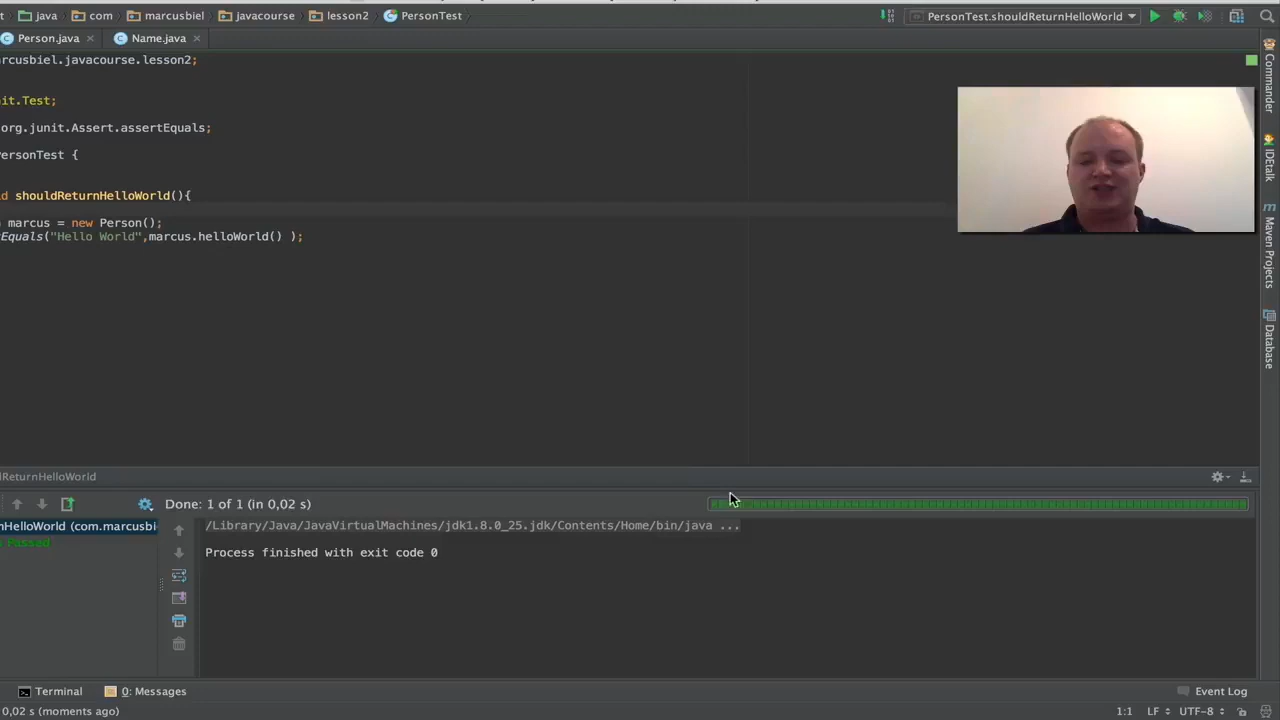 t java com marcusbiel javacourse lesson2 PersonTest PersonTest.shouldReturnHelloWorld
Person.java Name.java
rcusbiel.javacourse.lesson2;
it.Test;
org.junit.Assert.assertEquals;
ersonTest {
d shouldReturnHelloWorld(){
marcus = new Person();
Equals("Hello World",marcus.helloWorld() );
Commander
IDEtalk
m Maven Projects
Database
ReturnHelloWorld
Done: 1 of 1 (in 0,02 s)
nHelloWorld (com.marcusbi
/Library/Java/JavaVirtualMachines/jdk1.8.0_25.jdk/Contents/Home/bin/java ...
Passed
Process finished with exit code 0
Terminal 0: Messages Event Log
0,02 s (moments ago) 1:1 LF UTF-8